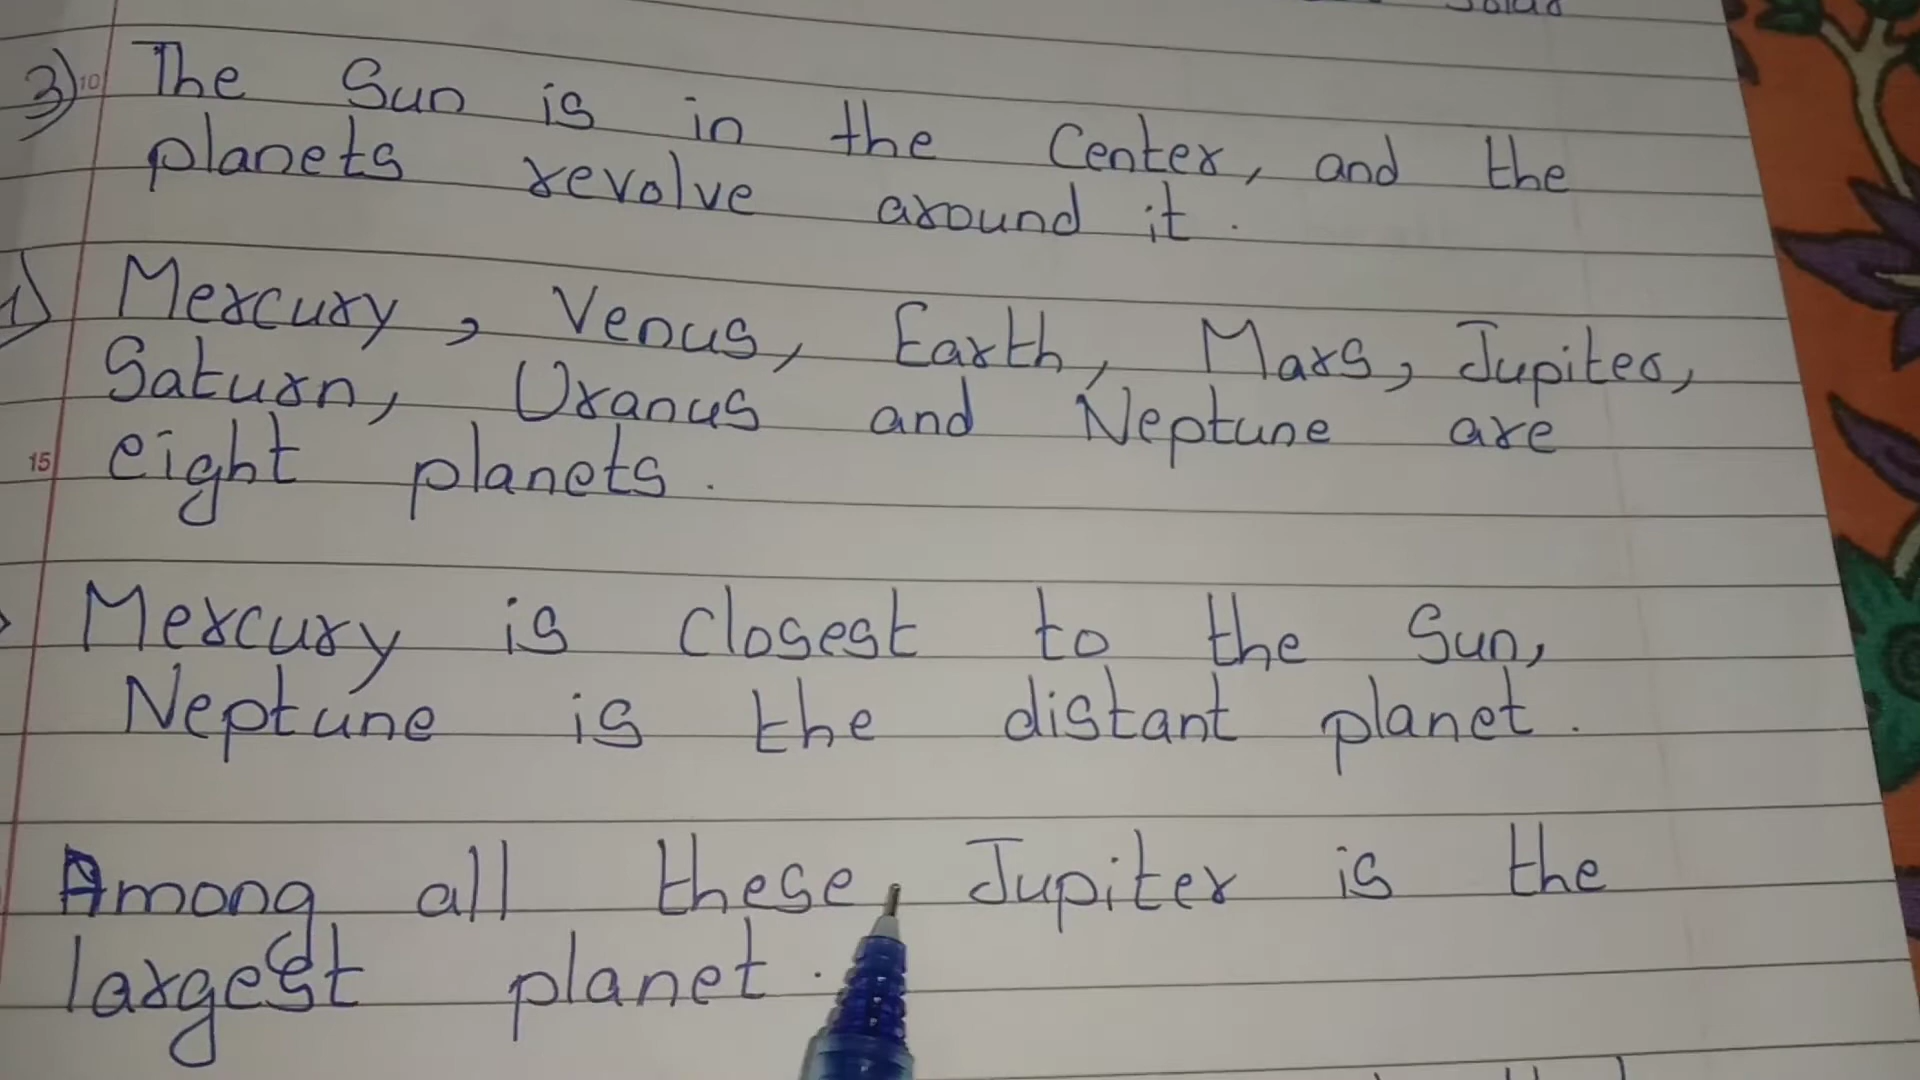 3) The Sun is in the Center, and the
planets revolve around it.
Mercury, Venus, Earth, Mars, Jupiter,
Saturn, Uranus and Neptune are
eight planets.
Mercury is closest to the Sun,
Neptune is the distant planet.
Among all these, Jupiter is the
largest planet.
10
15